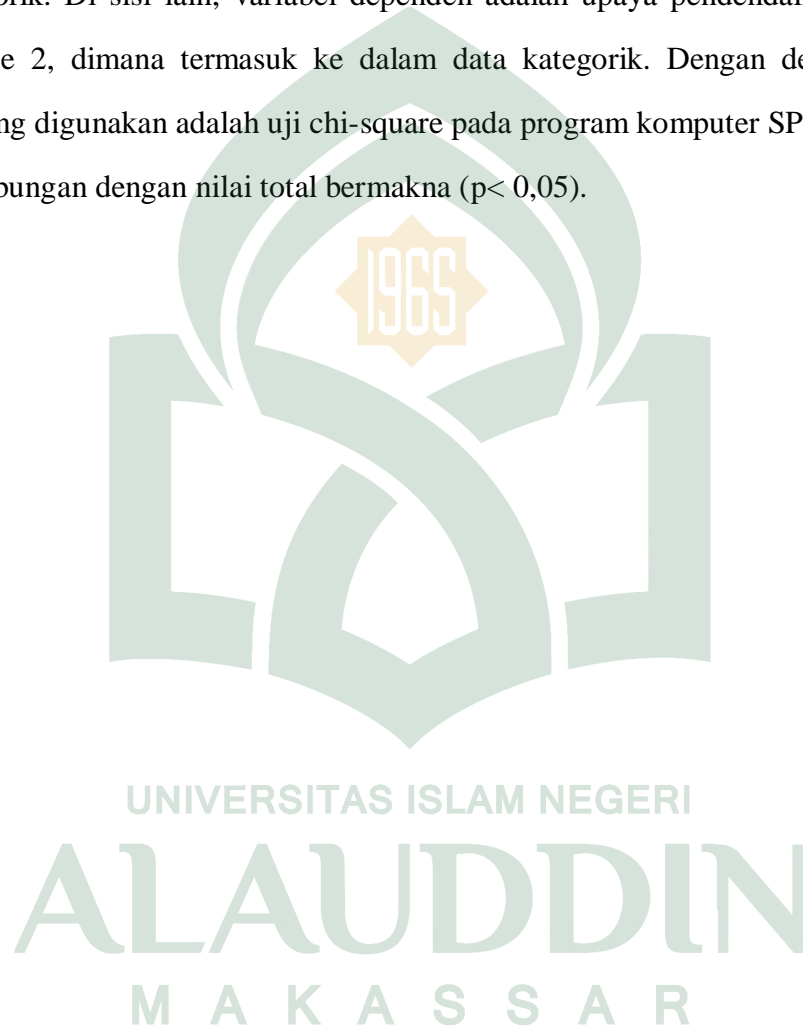 orik. Di sisi lain, variabel dependen adalah upaya
e 2, dimana termasuk ke dalam data kategorik. Dengan de
ng digunakan adalah uji chi-square pada program komputer SP
bungan dengan nilai total bermakna (p< 0,05).
1965
UNIVERSITAS ISLAM NEGERI
ALAUDDIN
MAKASSAR